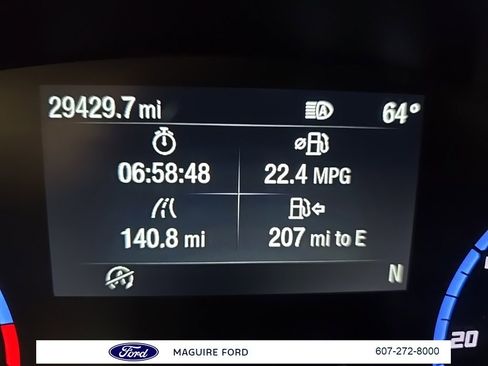 29429.7 mi A 64°
06:58:48 ⌀ 22.4 MPG
140.8 mi 207 mi to E
A N
20
Ford MAGUIRE FORD 607-272-8000